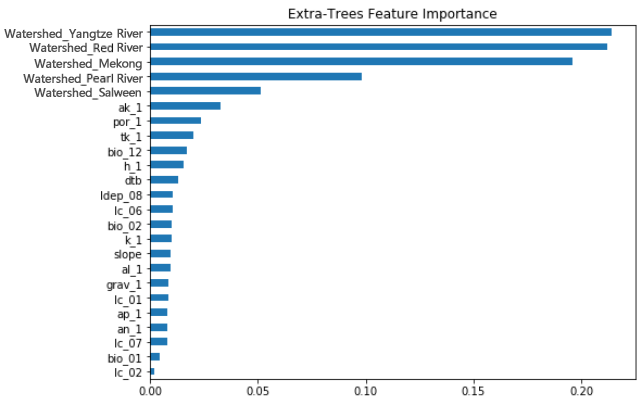 Extra-Trees Feature Importance
Watershed_Yangtze River
Watershed_Red River
Watershed_Mekong
Watershed_Pearl River
Watershed_Salween
ak_1
por_1
tk_1
bio_12
h_1
dtb
ldep_08
lc_06
bio_02
k_1
slope
al_1
grav_1
lc_01
ap_1
an_1
lc_07
bio_01
lc_02
0.00 0.05 0.10 0.15 0.20